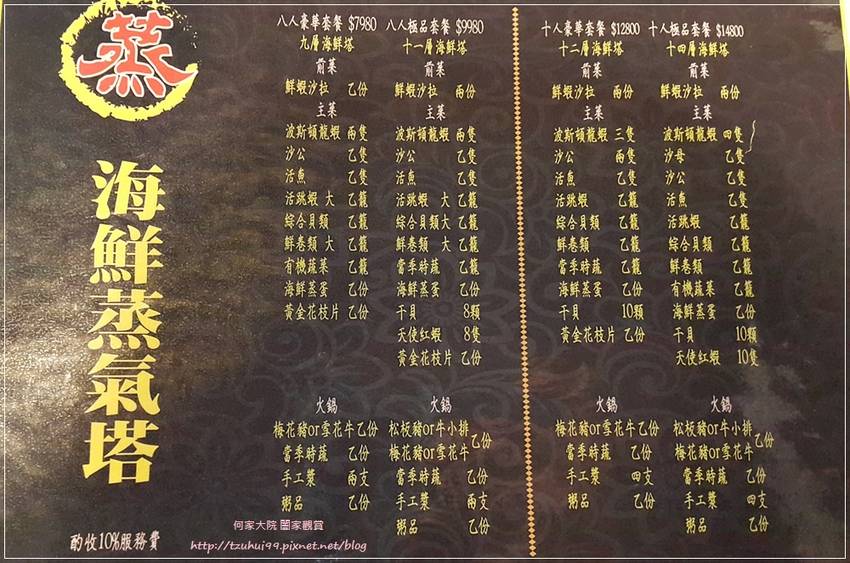 蒸
海鮮蒸氣塔
酌收10%服務費
八人豪華套餐 $7980
九層海鮮塔
前菜
鮮蝦沙拉 乙份
主菜
波斯頓龍蝦 兩隻
沙公 乙隻
活魚 乙隻
活跳蝦 大 乙籠
綜合貝類 大 乙籠
鮮卷類 大 乙籠
有機蔬菜 乙籠
海鮮蒸蛋 乙份
黃金花枝片 乙份
火鍋
梅花豬or雪花牛乙份
當季時蔬 乙份
手工漿 兩支
粥品 乙份
八人極品套餐 $9980
十一層海鮮塔
前菜
鮮蝦沙拉 兩份
主菜
波斯頓龍蝦 兩隻
沙公 乙隻
活魚 乙隻
活跳蝦 大 乙籠
綜合貝類大 乙籠
鮮卷類 大 乙籠
當季時蔬 乙籠
海鮮蒸蛋 乙份
干貝 8顆
天使紅蝦 8隻
黃金花枝片 乙份
火鍋
松板豬or牛小排
梅花豬or雪花牛 乙份
當季時蔬 乙份
手工漿 兩支
粥品 乙份
十人豪華套餐 $12800
十二層海鮮塔
前菜
鮮蝦沙拉 兩份
主菜
波斯頓龍蝦 三隻
沙公 兩隻
活魚 乙隻
活跳蝦 乙籠
綜合貝類 乙籠
鮮卷類 乙籠
當季時蔬 乙籠
海鮮蒸蛋 乙份
干貝 10顆
黃金花枝片 乙份
火鍋
梅花豬or雪花牛乙份
當季時蔬 乙份
手工漿 四支
粥品 乙份
十人極品套餐 $14800
十四層海鮮塔
前菜
鮮蝦沙拉 兩份
主菜
波斯頓龍蝦 四隻
沙母 乙隻
沙公 乙隻
活魚 乙隻
活跳蝦 乙籠
綜合貝類 乙籠
鮮卷類 乙籠
有機蔬菜 乙籠
海鮮蒸蛋 乙份
干貝 10顆
天使紅蝦 10隻
火鍋
松板豬or牛小排
梅花豬or雪花牛 乙份
當季時蔬 乙份
手工漿 四支
粥品 乙份
何家大院 闔家觀賞
http://tzuhui99.pixnet.net/blog